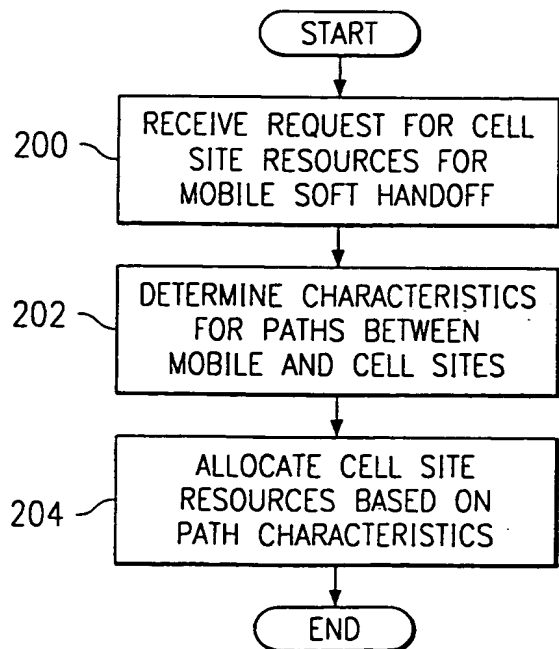 START
200
RECEIVE REQUEST FOR CELL
SITE RESOURCES FOR
MOBILE SOFT HANDOFF
202
DETERMINE CHARACTERISTICS
FOR PATHS BETWEEN
MOBILE AND CELL SITES
204
ALLOCATE CELL SITE
RESOURCES BASED ON
PATH CHARACTERISTICS
END